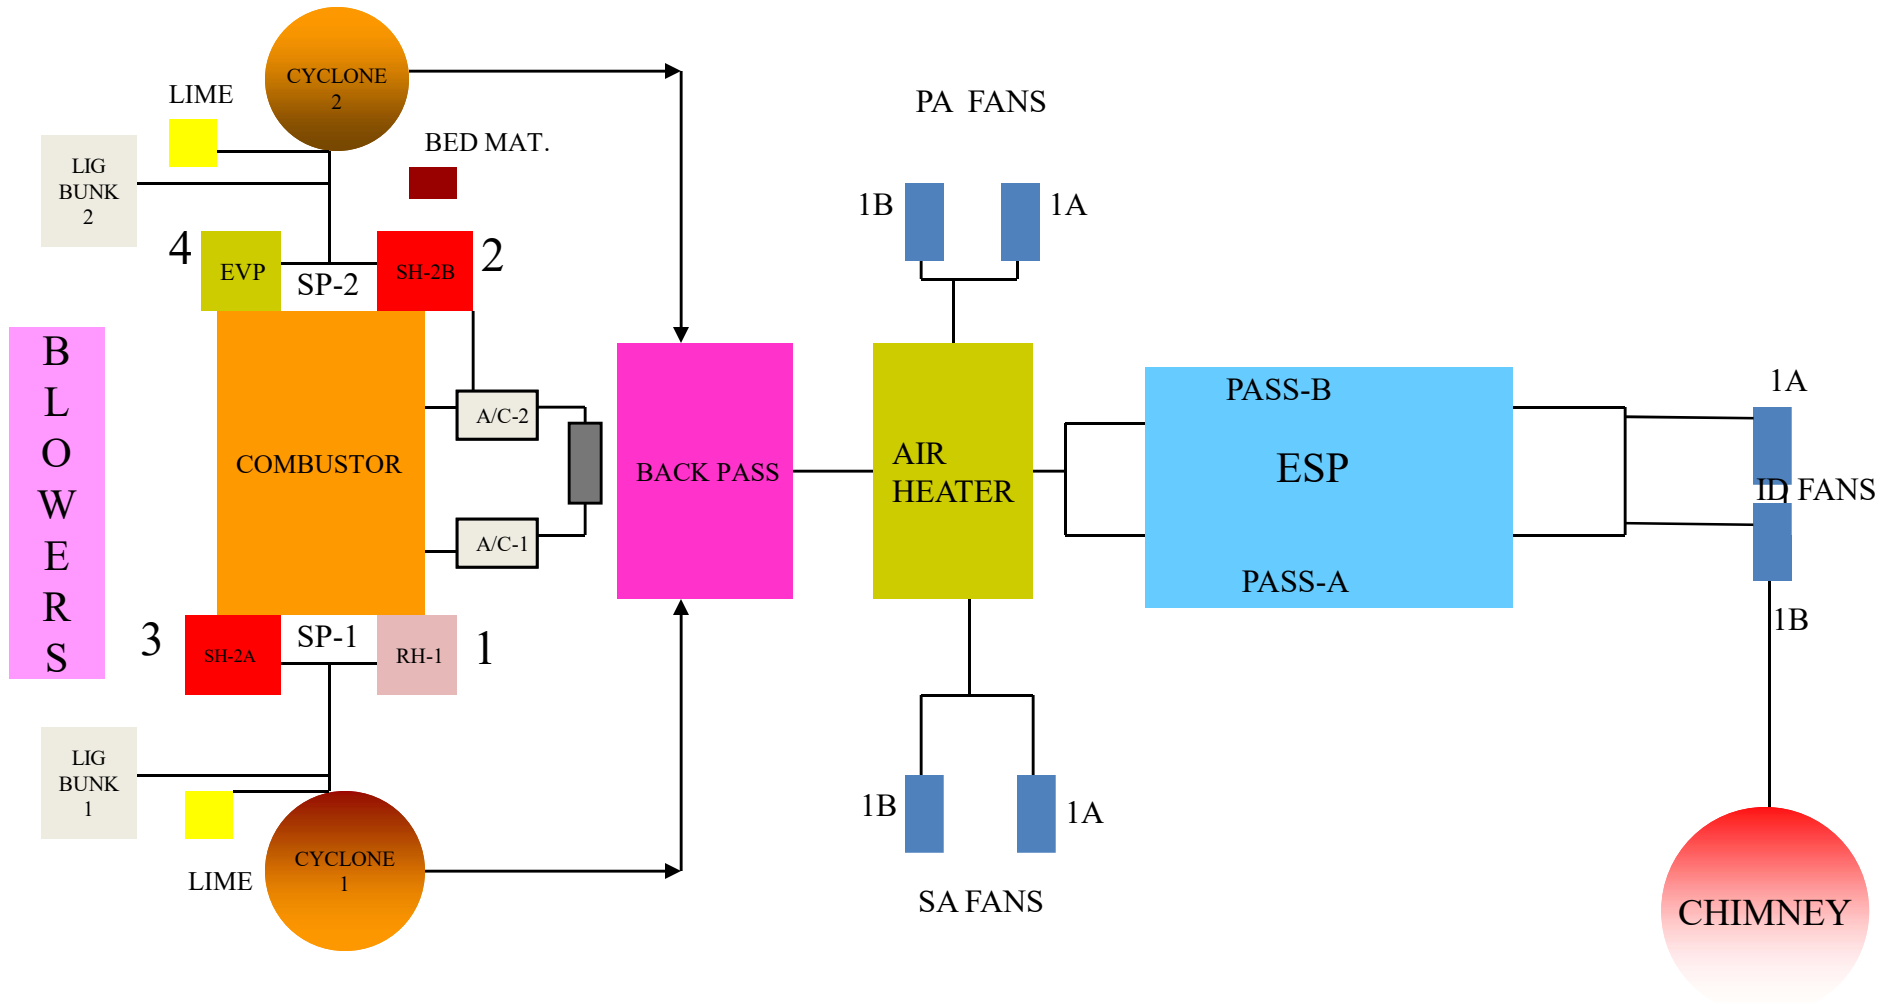 CYCLONE
2
LIME
PA  FANS
BED MAT.
LIG
BUNK
2
1B
1A
4
EVP
SP-2
SH-2B
2
B
L
O
W
E
R
S
COMBUSTOR
A/C-2
A/C-1
BACK PASS
AIR
HEATER
PASS-B
ESP
PASS-A
1A
ID FANS
1B
3
SH-2A
SP-1
RH-1
1
LIG
BUNK
1
LIME
CYCLONE
1
1B
1A
SA FANS
CHIMNEY